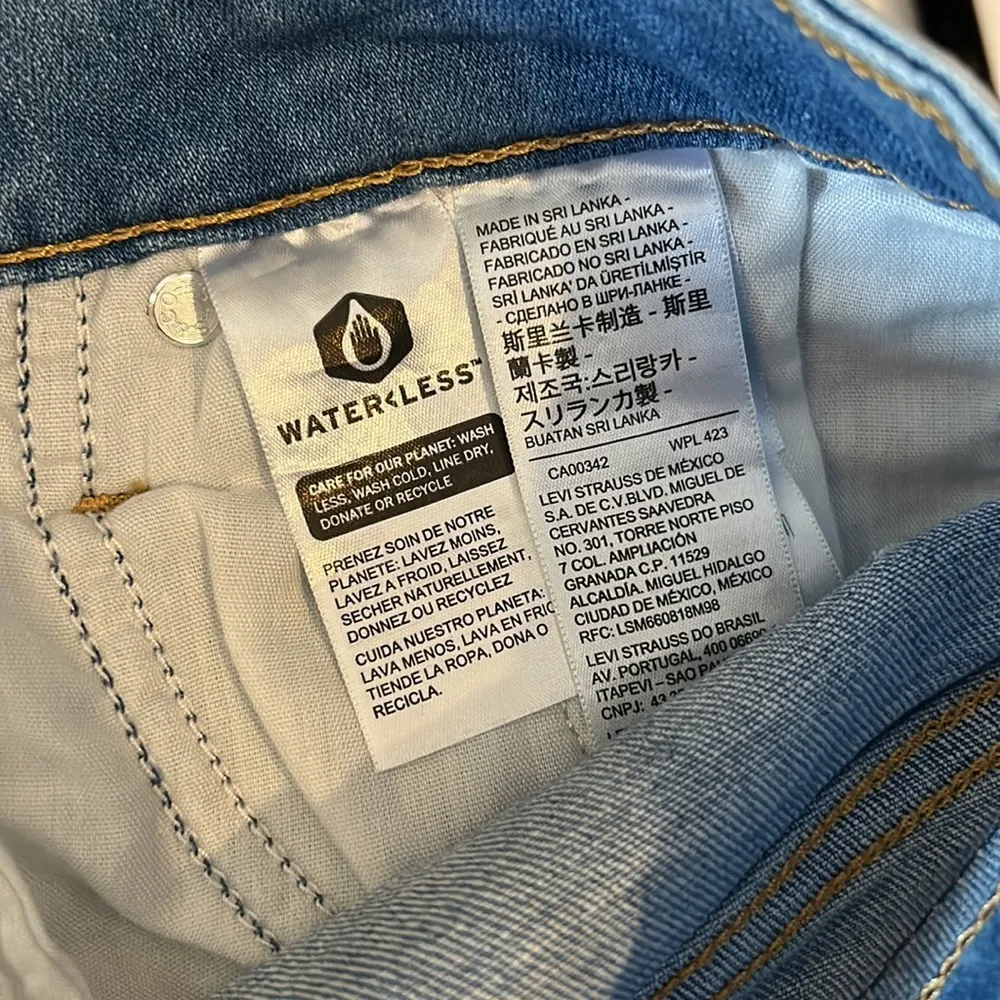 WATER<LESS™
CARE FOR OUR PLANET: WASH
LESS, WASH COLD, LINE DRY,
DONATE OR RECYCLE
PRENEZ SOIN DE NOTRE
PLANETE: LAVEZ MOINS,
LAVEZ A FROID, LAISSEZ
SECHER NATURELLEMENT,
DONNEZ OU RECYCLEZ
CUIDA NUESTRO PLANETA:
LAVA MENOS, LAVA EN FRIO
TIENDE LA ROPA, DONA O
RECICLA.
MADE IN SRI LANKA -
FABRIQUÉ AU SRI LANKA -
FABRICADO EN SRI LANKA -
FABRICADO NO SRI LANKA -
SRİ LANKA' DA ÜRETİLMİŞTİR
- СДЕЛАНО В ШРИ-ЛАНКЕ -
斯里兰卡制造 - 斯里
蘭卡製 -
제조국:스리랑카 -
スリランカ製 -
BUATAN SRI LANKA
CA00342 WPL 423
LEVI STRAUSS DE MÉXICO
S.A. DE C.V.BLVD. MIGUEL DE
CERVANTES SAAVEDRA
NO. 301, TORRE NORTE PISO
7 COL. AMPLIACIÓN
GRANADA C.P. 11529
ALCALDÍA. MIGUEL HIDALGO
CIUDAD DE MÉXICO, MÉXICO
RFC: LSM660818M98
LEVI STRAUSS DO BRASIL
AV. PORTUGAL, 400
ITAPEVI – SAO
CNPJ: